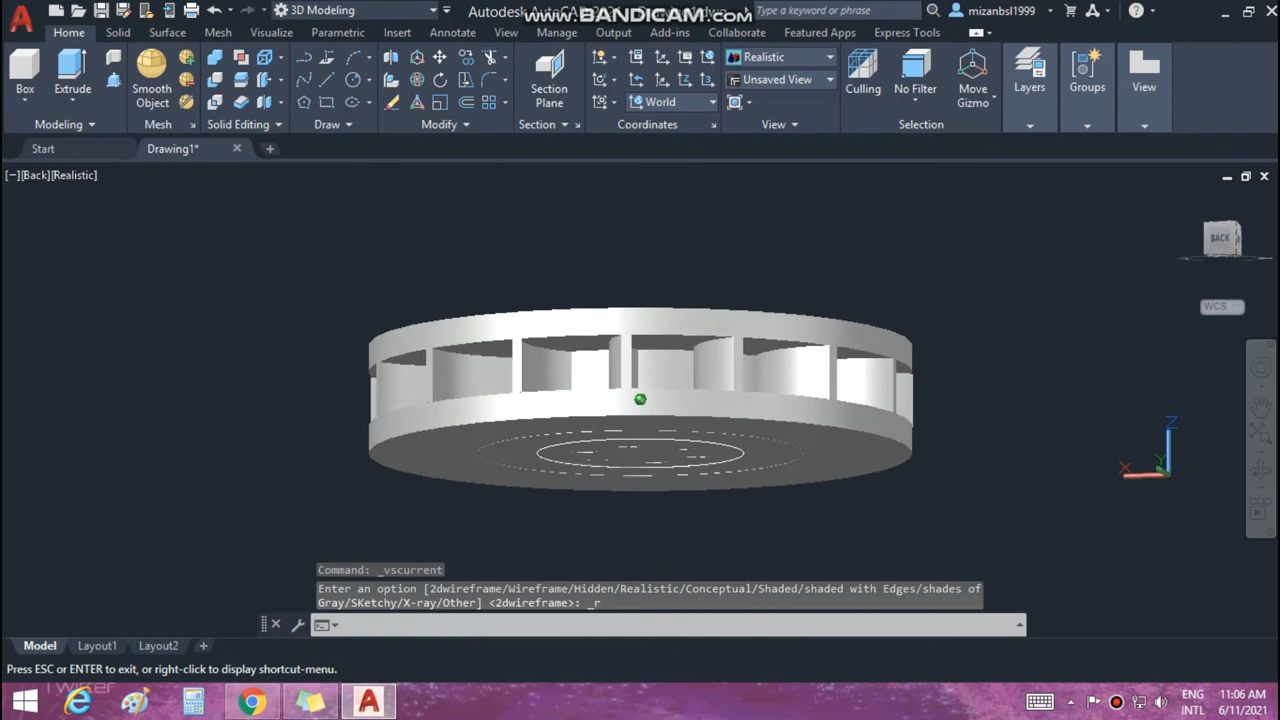 Autodesk AutoCAD 2021 Drawing1.dwg
www.BANDICAM.com
3D Modeling
Type a keyword or phrase
mizanbsl1999
Home Solid Surface Mesh Visualize Parametric Insert Annotate View Manage Output Add-ins Collaborate Featured Apps Express Tools
Box Extrude Smooth Object Section Plane Realistic Unsaved View World Culling No Filter Move Gizmo Layers Groups View
Modeling Mesh Solid Editing Draw Modify Section Coordinates View Selection
Start Drawing1*
[−][Back][Realistic]
BACK
WCS
Z
X Y
Command: _vscurrent
Enter an option [2dwireframe/Wireframe/Hidden/Realistic/Conceptual/Shaded/shaded with Edges/shades of
Gray/SKetchy/X-ray/Other] <2dwireframe>: _r
Model Layout1 Layout2
Press ESC or ENTER to exit, or right-click to display shortcut-menu.
ENG 11:06 AM
INTL 6/11/2021